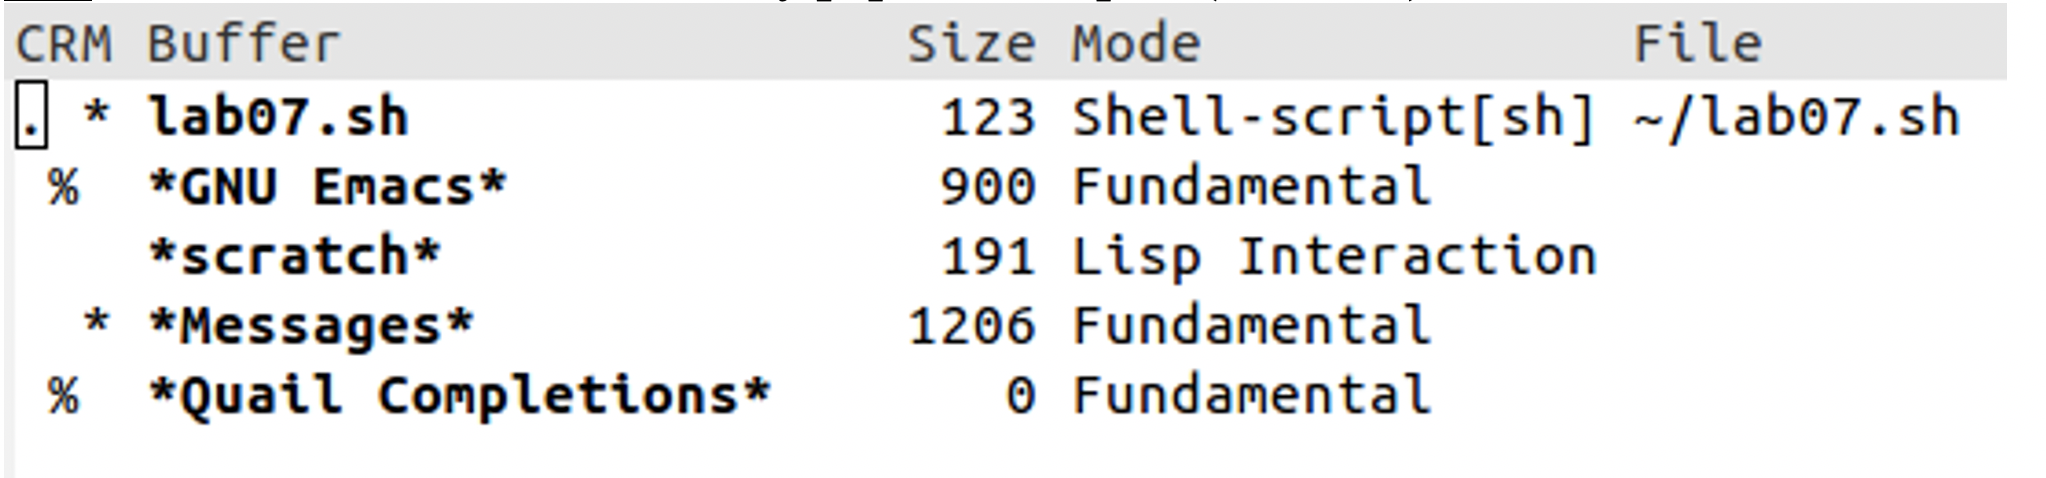 CRM Buffer Size Mode File
. * lab07.sh 123 Shell-script[sh] ~/lab07.sh
% *GNU Emacs* 900 Fundamental
*scratch* 191 Lisp Interaction
* *Messages* 1206 Fundamental
% *Quail Completions* 0 Fundamental